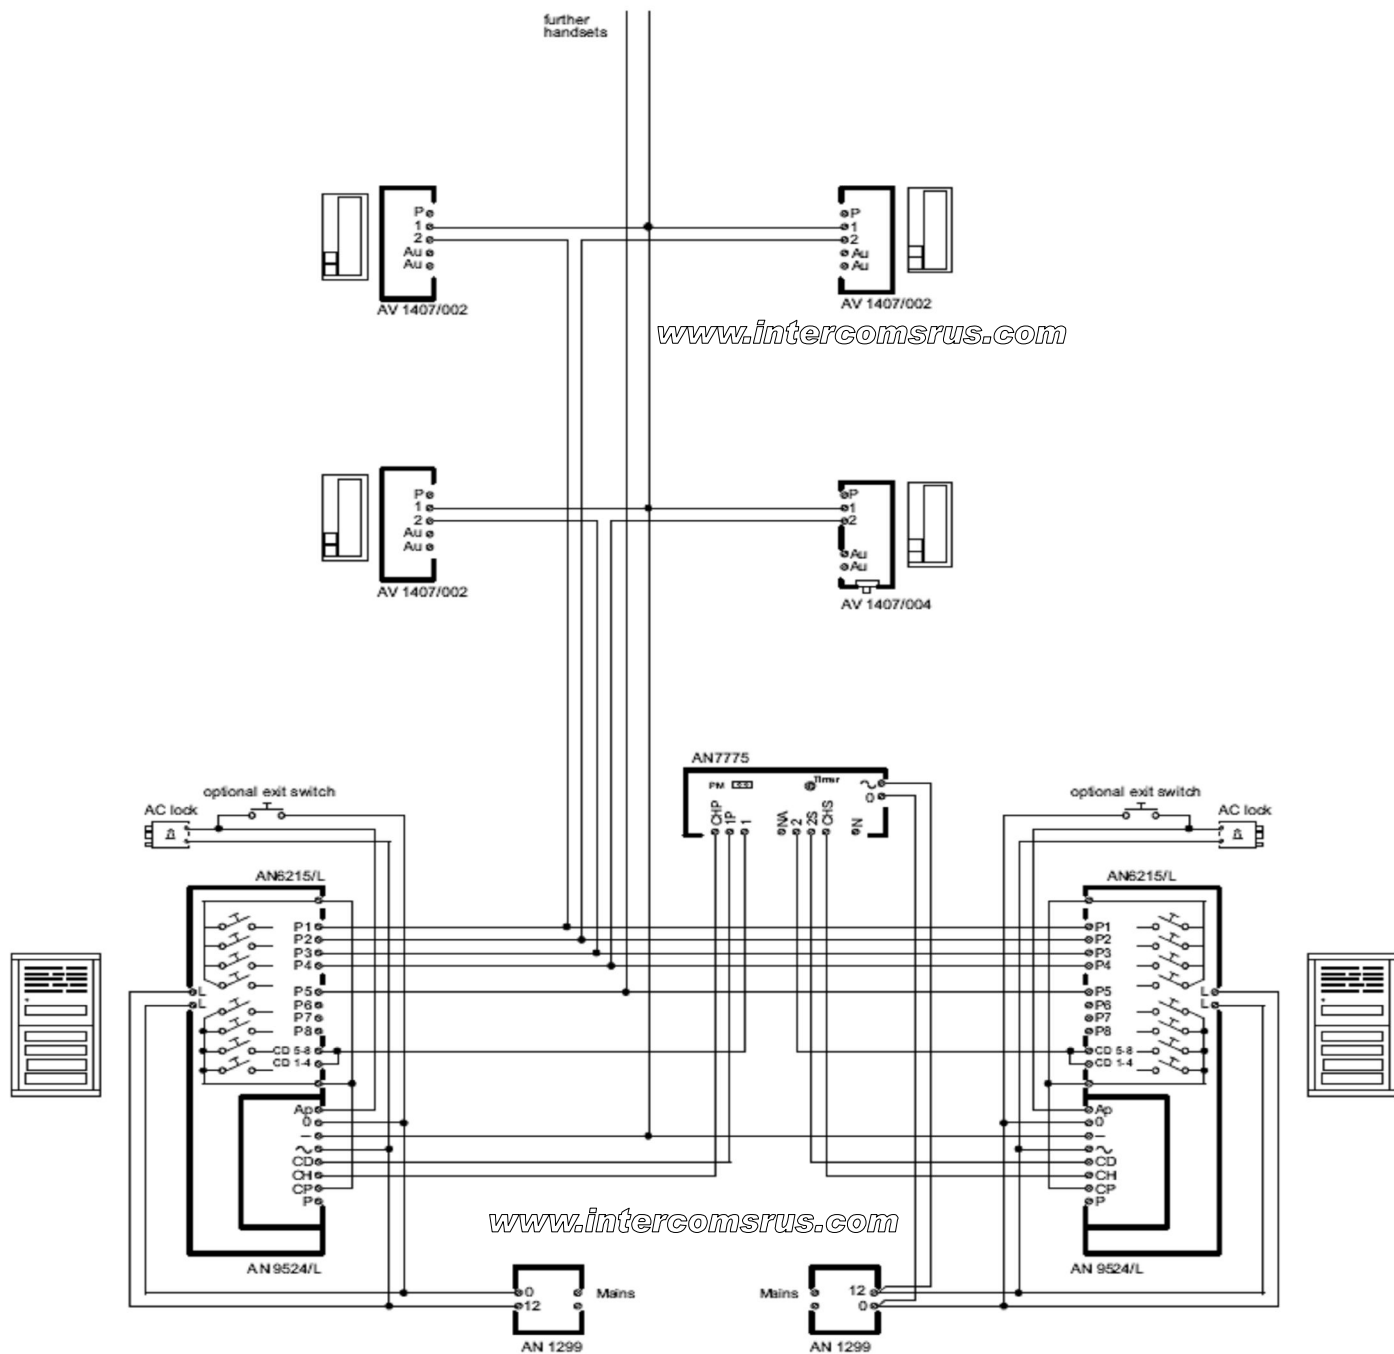 further
handsets
P
1
2
Au
Au
AV 1407/002
P
1
2
Au
Au
AV 1407/002
www.intercomsrus.com
P
1
2
Au
Au
AV 1407/002
P
1
2
Au
Au
AV 1407/004
AN7775
PM
Timer
~
0
CHP
1P
1
NA
2
2S
CHS
N
optional exit switch
AC lock
AN6215/L
P1
P2
P3
P4
L
L
P5
P6
P7
P8
CD 5-8
CD 1-4
Ap
0
–
~
CD
CH
CP
P
AN 9524/L
optional exit switch
AC lock
AN6215/L
P1
P2
P3
P4
P5
P6
P7
P8
L
L
CD 5-8
CD 1-4
Ap
0
–
~
CD
CH
CP
P
AN 9524/L
www.intercomsrus.com
0
12
Mains
AN 1299
Mains
12
0
AN 1299